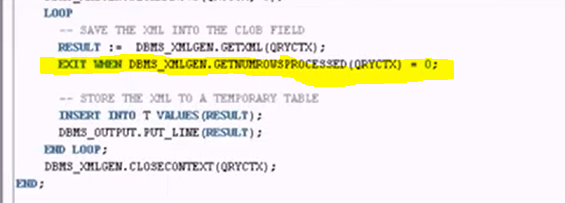 LOOP
-- SAVE THE XML INTO THE CLOB FIELD
RESULT := DBMS_XMLGEN.GETXML(QRYCTX);
EXIT WHEN DBMS_XMLGEN.GETNUMROWSPROCESSED(QRYCTX) = 0;
-- STORE THE XML TO A TEMPORARY TABLE
INSERT INTO T VALUES(RESULT);
DBMS_OUTPUT.PUT_LINE(RESULT);
END LOOP;
DBMS_XMLGEN.CLOSECONTEXT(QRYCTX);
END;